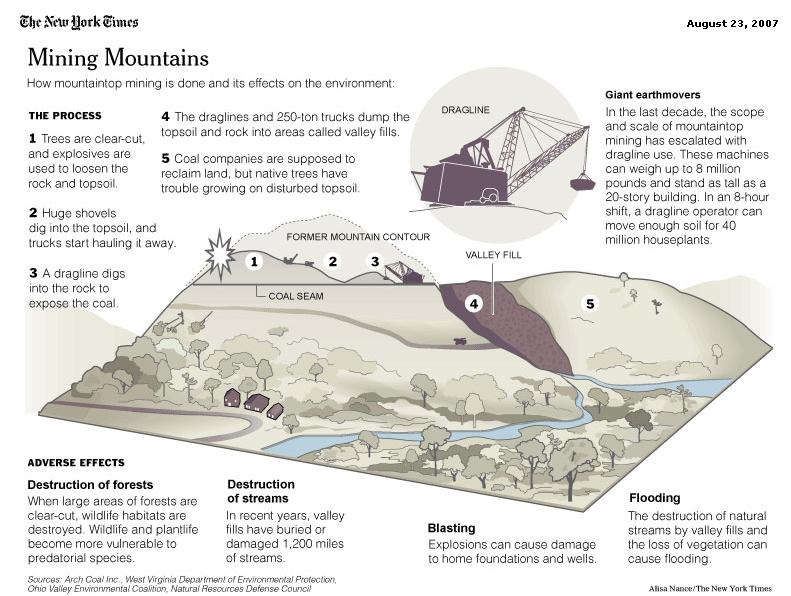 The New York Times
August 23, 2007
Mining Mountains
How mountaintop mining is done and its effects on the environment:
THE PROCESS
1 Trees are clear-cut,
and explosives are
used to loosen the
rock and topsoil.
2 Huge shovels
dig into the topsoil, and
trucks start hauling it away.
3 A dragline digs
into the rock to
expose the coal.
4 The draglines and 250-ton trucks dump the
topsoil and rock into areas called valley fills.
5 Coal companies are supposed to
reclaim land, but native trees have
trouble growing on disturbed topsoil.
DRAGLINE
Giant earthmovers
In the last decade, the scope
and scale of mountaintop
mining has escalated with
dragline use. These machines
can weigh up to 8 million
pounds and stand as tall as a
20-story building. In an 8-hour
shift, a dragline operator can
move enough soil for 40
million houseplants.
FORMER MOUNTAIN CONTOUR
VALLEY FILL
1
2
3
COAL SEAM
4
5
ADVERSE EFFECTS
Destruction of forests
When large areas of forests are
clear-cut, wildlife habitats are
destroyed. Wildlife and plantlife
become more vulnerable to
predatorial species.
Destruction
of streams
In recent years, valley
fills have buried or
damaged 1,200 miles
of streams.
Blasting
Explosions can cause damage
to home foundations and wells.
Flooding
The destruction of natural
streams by valley fills and
the loss of vegetation can
cause flooding.
Sources: Arch Coal Inc., West Virginia Department of Environmental Protection,
Ohio Valley Environmental Coalition, Natural Resources Defense Council
Alisa Nance/The New York Times